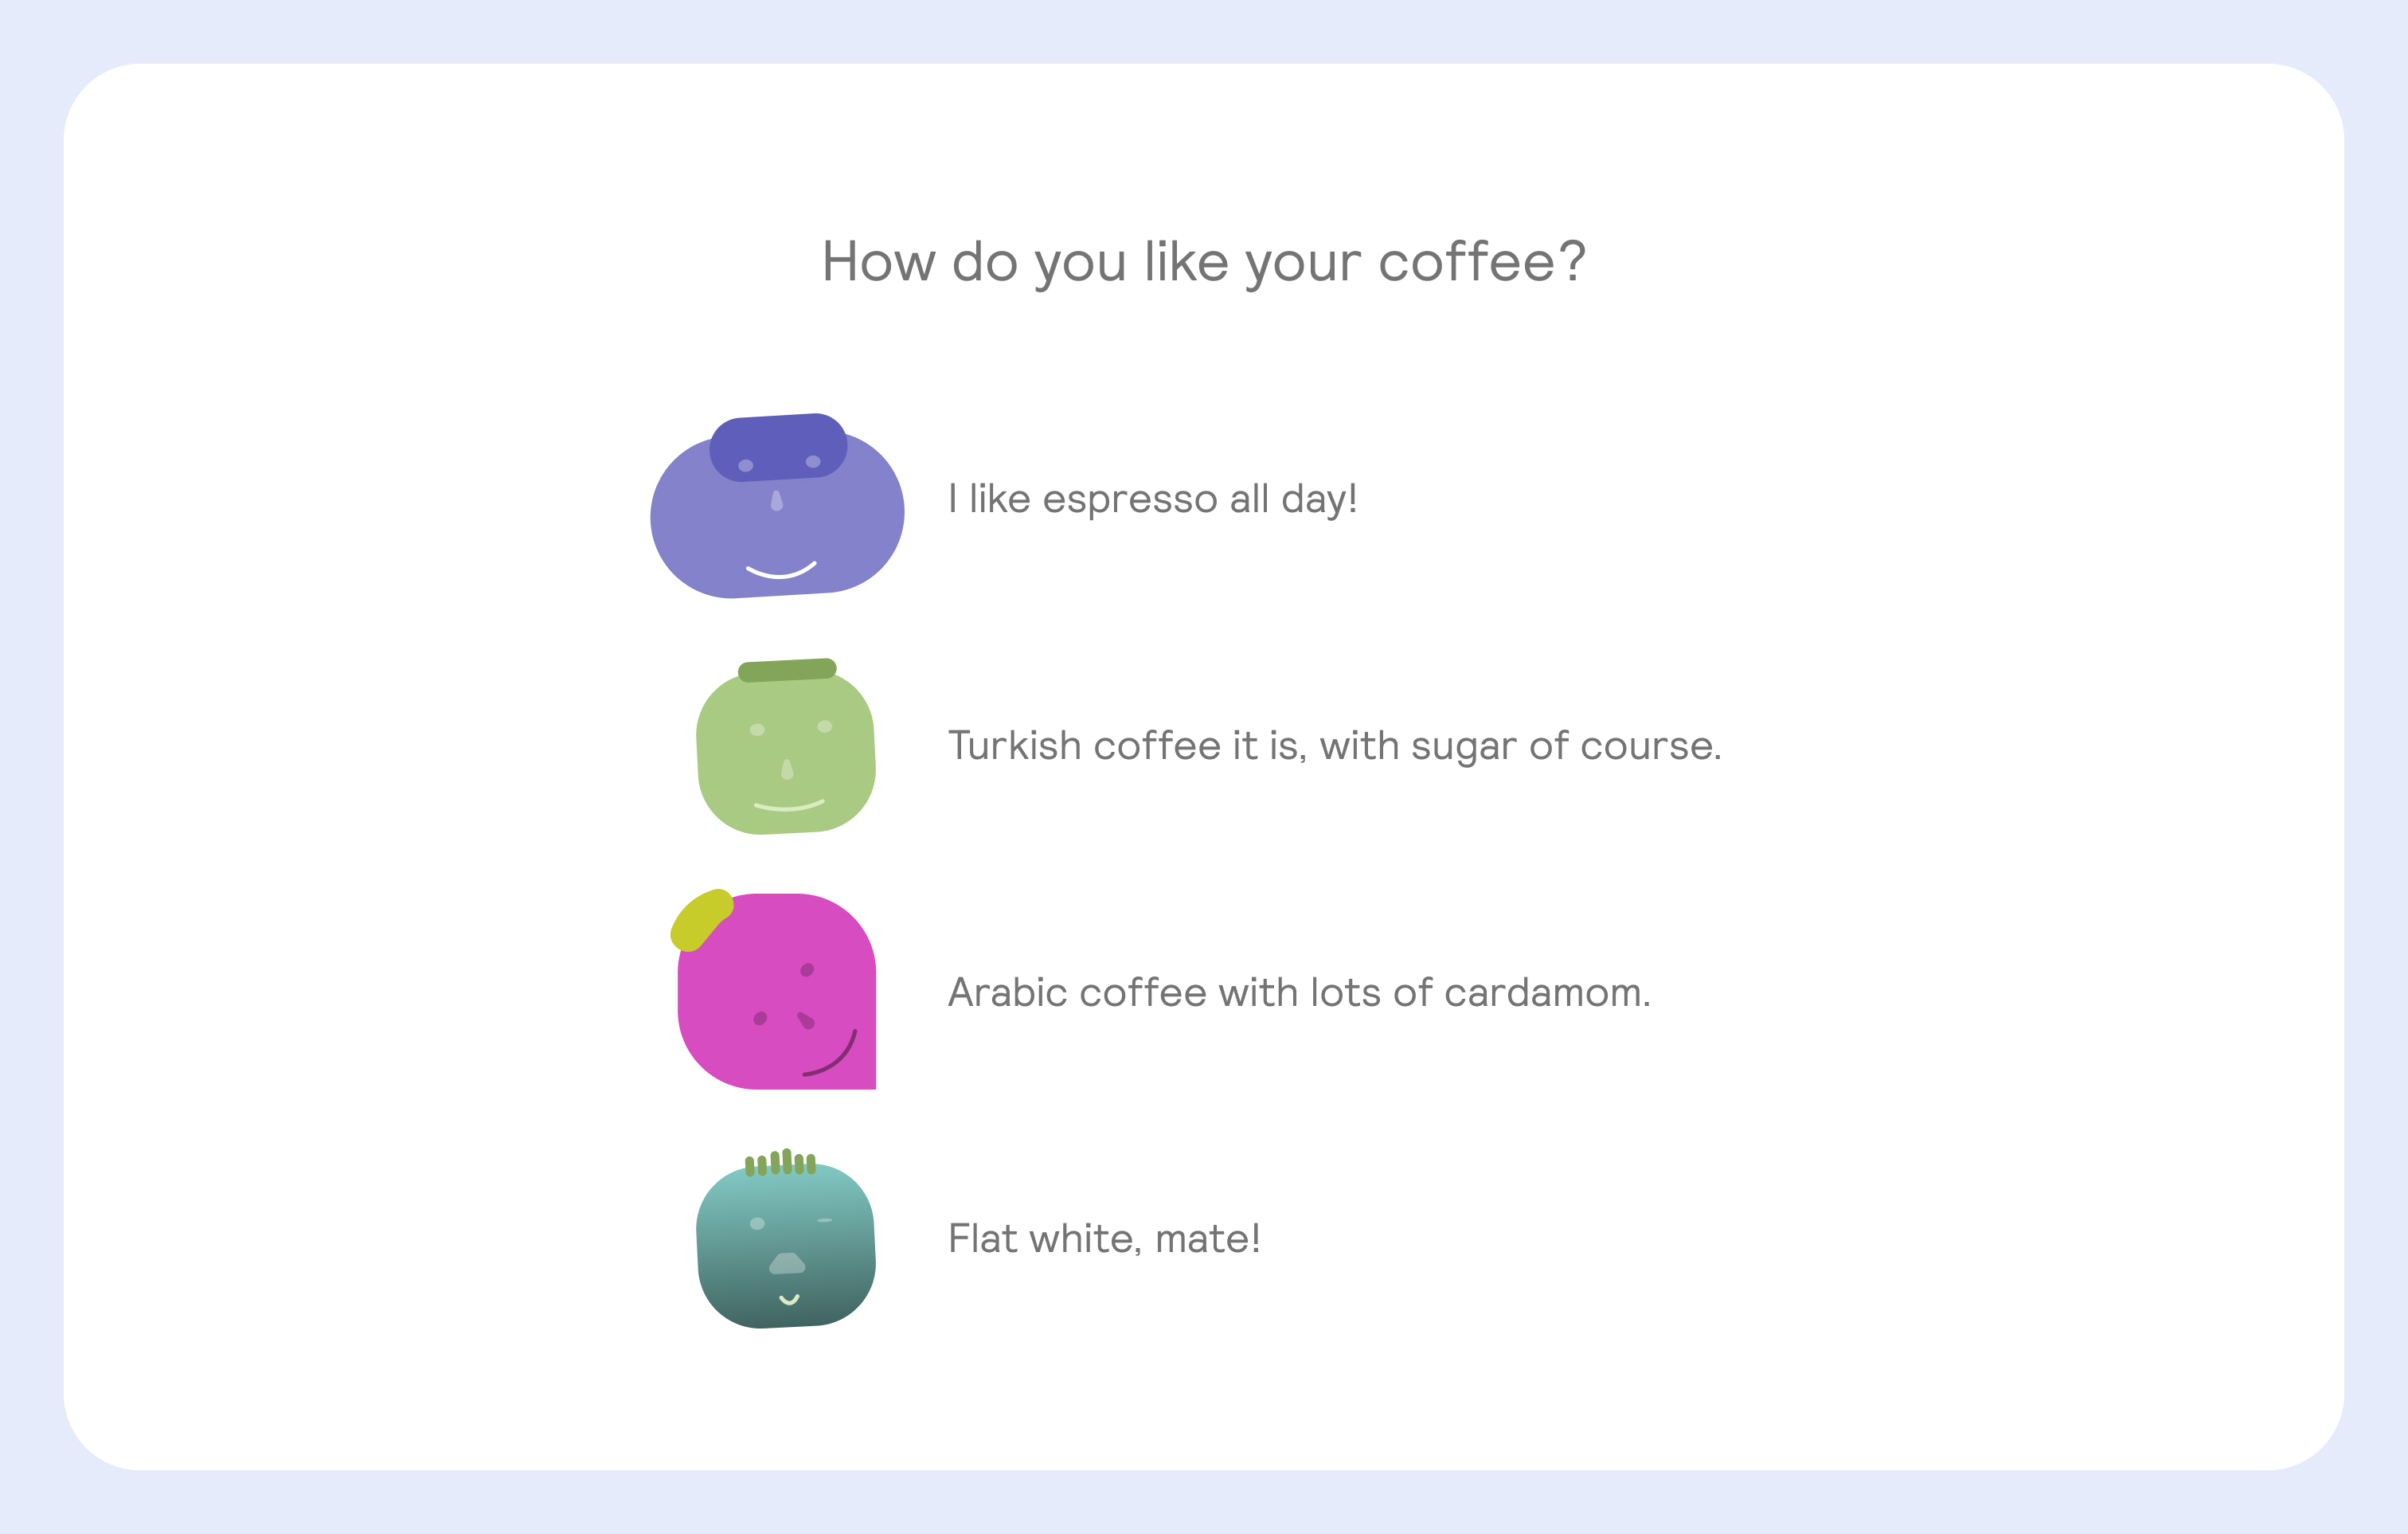 How do you like your coffee?
I like espresso all day!
Turkish coffee it is, with sugar of course.
Arabic coffee with lots of cardamom.
Flat white, mate!